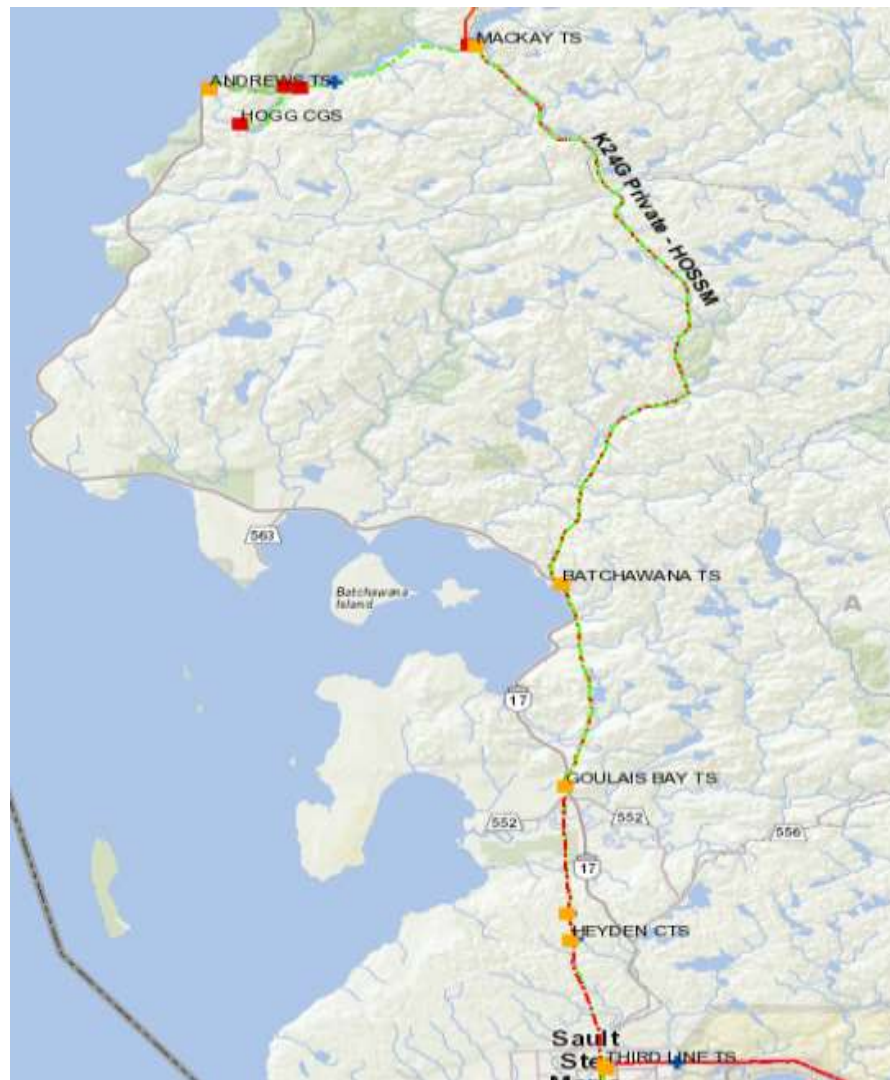 MACKAY TS
ANDREWS TS
HOGG CGS
K24G Private - HOSSM
563
BATCHAWANA TS
Batchawana
Island
A
17
GOULAIS BAY TS
552
552
556
17
HEYDEN CTS
Sault
Ste
THIRD LINE TS